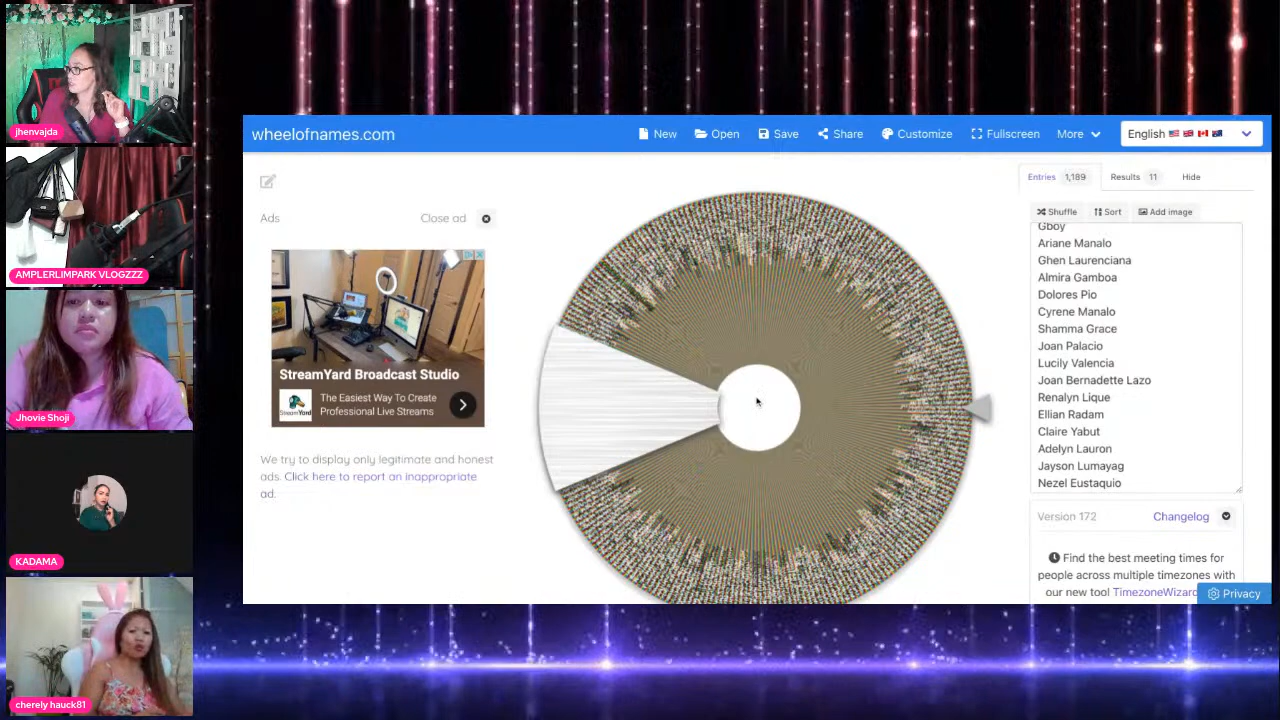 jhenvajda
AMPLERLIMPARK VLOGZZZ
Jhovie Shoji
KADAMA
cherely hauck81
wheelofnames.com
New
Open
Save
Share
Customize
Fullscreen
More
English
Ads
Close ad
StreamYard Broadcast Studio
StreamYard
The Easiest Way To Create
Professional Live Streams
We try to display only legitimate and honest
ads. Click here to report an inappropriate
ad.
Entries 1,189
Results 11
Hide
Shuffle
Sort
Add image
Gboy
Ariane Manalo
Ghen Laurenciana
Almira Gamboa
Dolores Pio
Cyrene Manalo
Shamma Grace
Joan Palacio
Lucily Valencia
Joan Bernadette Lazo
Renalyn Lique
Ellian Radam
Claire Yabut
Adelyn Lauron
Jayson Lumayag
Nezel Eustaquio
Version 172
Changelog
Find the best meeting times for
people across multiple timezones with
our new tool TimezoneWizard
Privacy